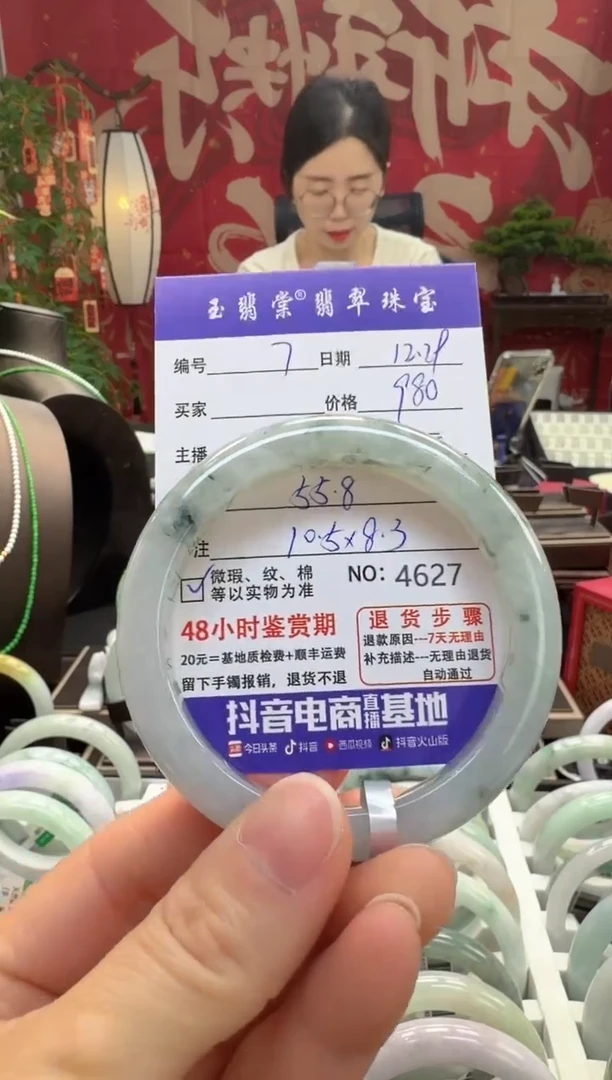 玉翡棠®翡翠珠宝
编号 7 日期 12.29
买家 价格 980
主播
55.8
注 10.5×8.3
☑ 微瑕、纹、棉 NO: 4627
等以实物为准
48小时鉴赏期
20元=基地质检费+顺丰运费
留下手镯报销，退货不退
退货步骤
退款原因---7天无理由
补充描述---无理由退货
自动通过
抖音电商直播基地
头条 今日头条 抖音 西瓜视频 抖音火山版